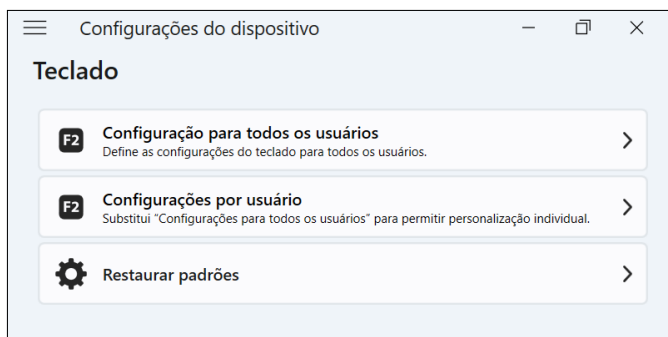 Configurações do dispositivo
Teclado
F2
Configuração para todos os usuários
Define as configurações do teclado para todos os usuários.
F2
Configurações por usuário
Substitui "Configurações para todos os usuários" para permitir personalização individual.
Restaurar padrões